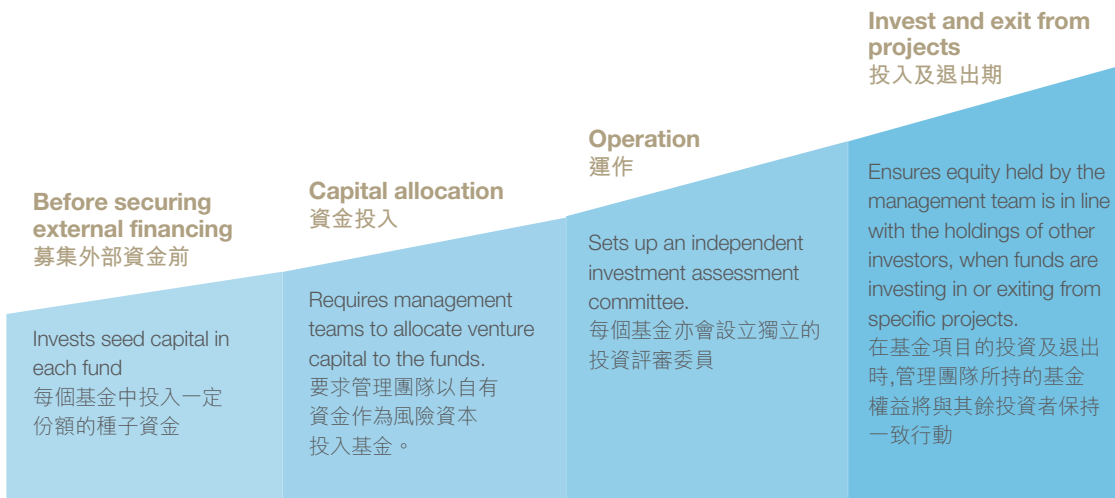 Before securing
external financing
募集外部資金前
Invests seed capital in
each fund
每個基金中投入一定
份額的種子資金
Capital allocation
資金投入
Requires management
teams to allocate venture
capital to the funds.
要求管理團隊以自有
資金作為風險資本
投入基金。
Operation
運作
Sets up an independent
investment assessment
committee.
每個基金亦會設立獨立的
投資評審委員
Invest and exit from
projects
投入及退出期
Ensures equity held by the
management team is in line
with the holdings of other
investors, when funds are
investing in or exiting from
specific projects.
在基金項目的投資及退出
時,管理團隊所持的基金
權益將與其餘投資者保持
一致行動